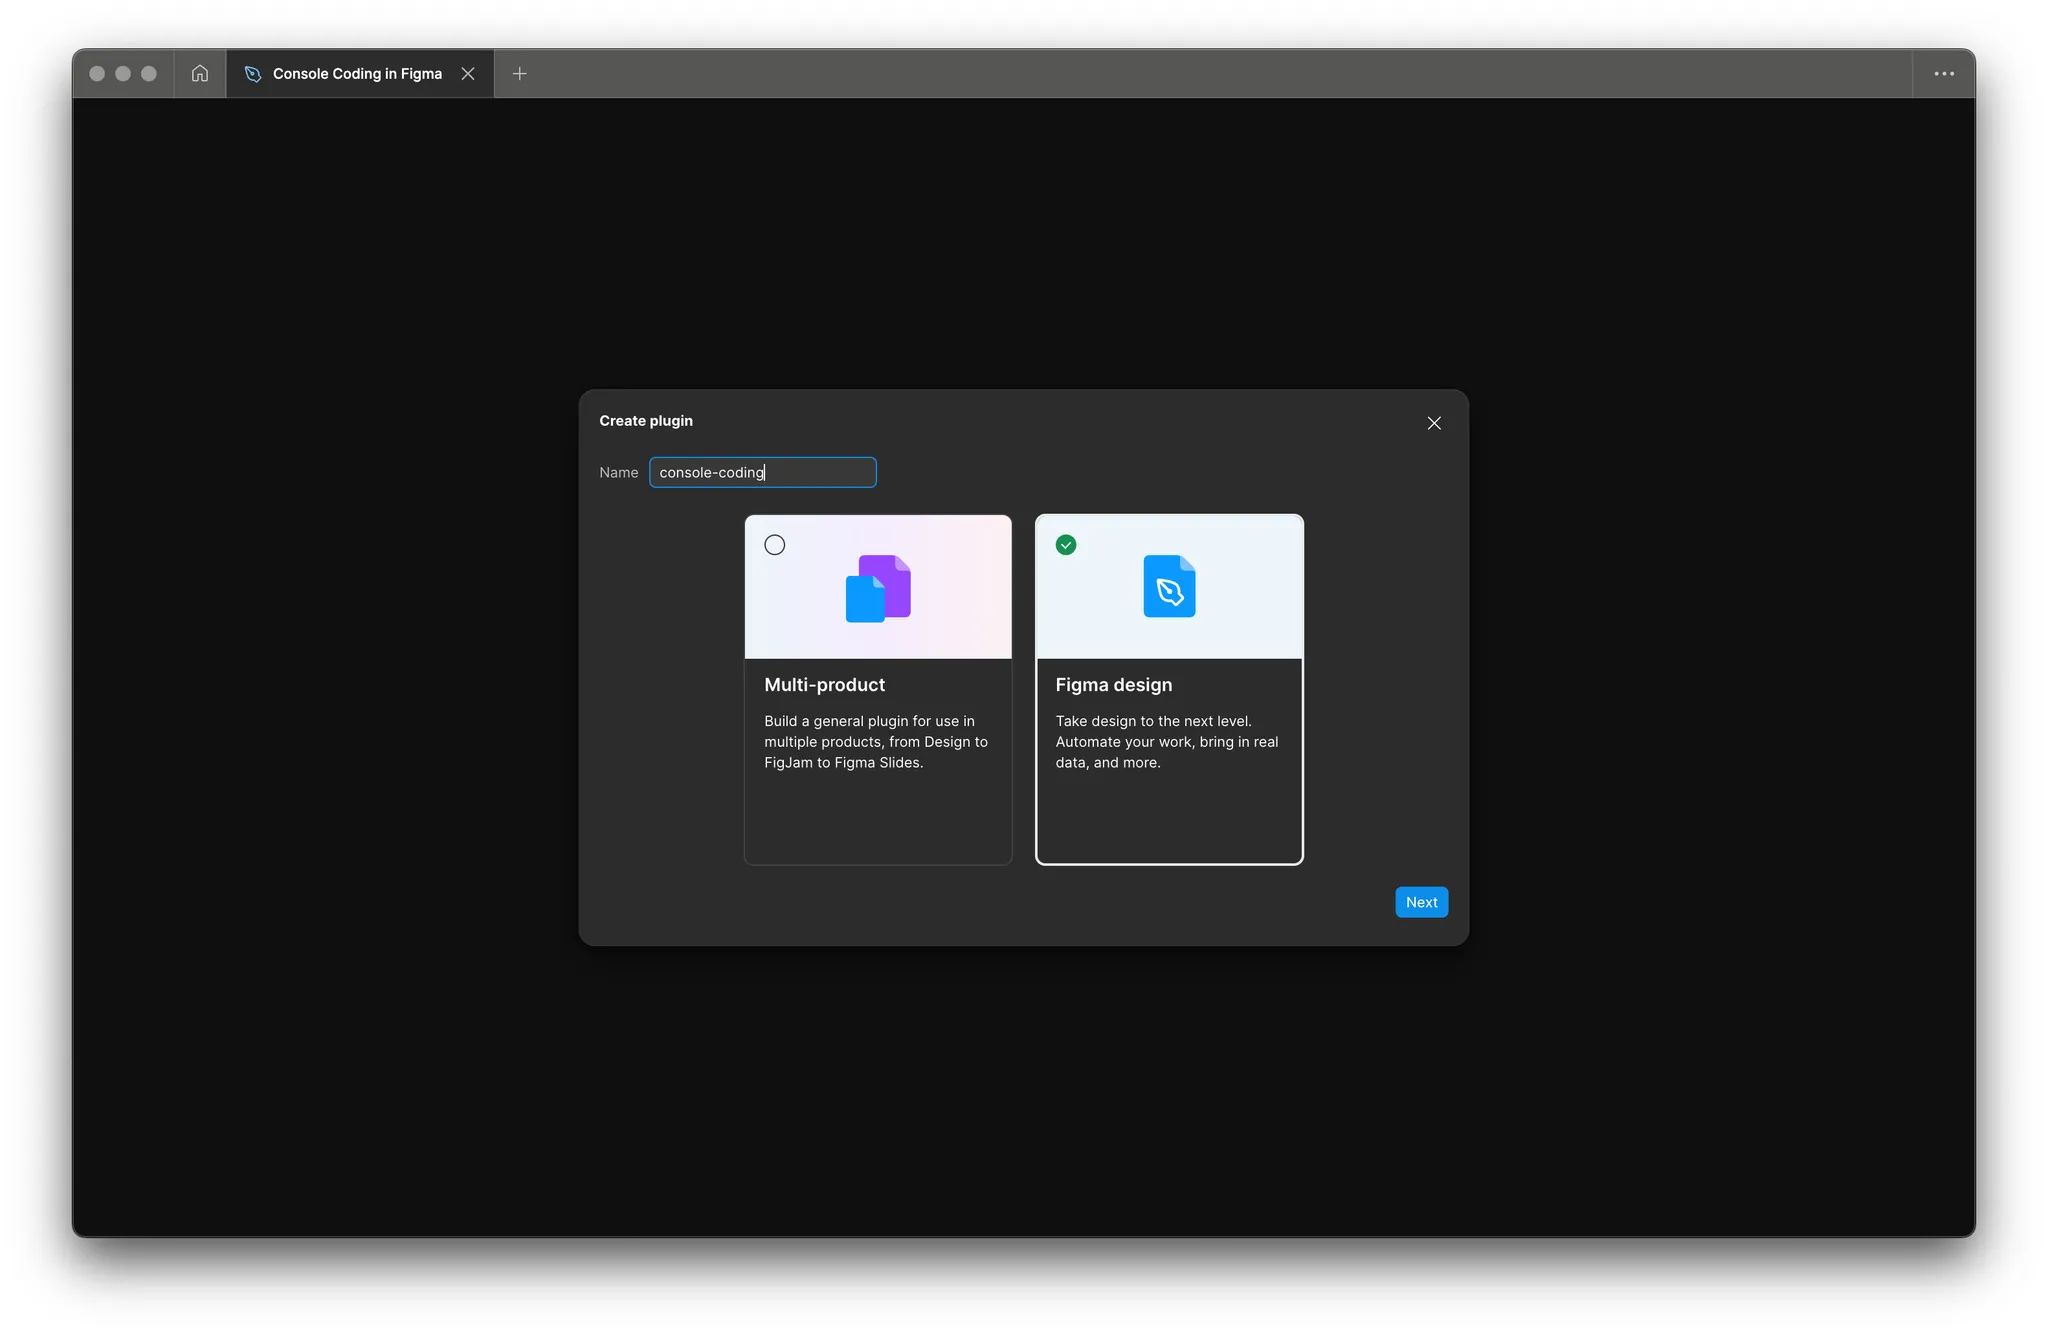 Console Coding in Figma
Create plugin
Name
console-coding
Multi-product
Build a general plugin for use in
multiple products, from Design to
FigJam to Figma Slides.
Figma design
Take design to the next level.
Automate your work, bring in real
data, and more.
Next